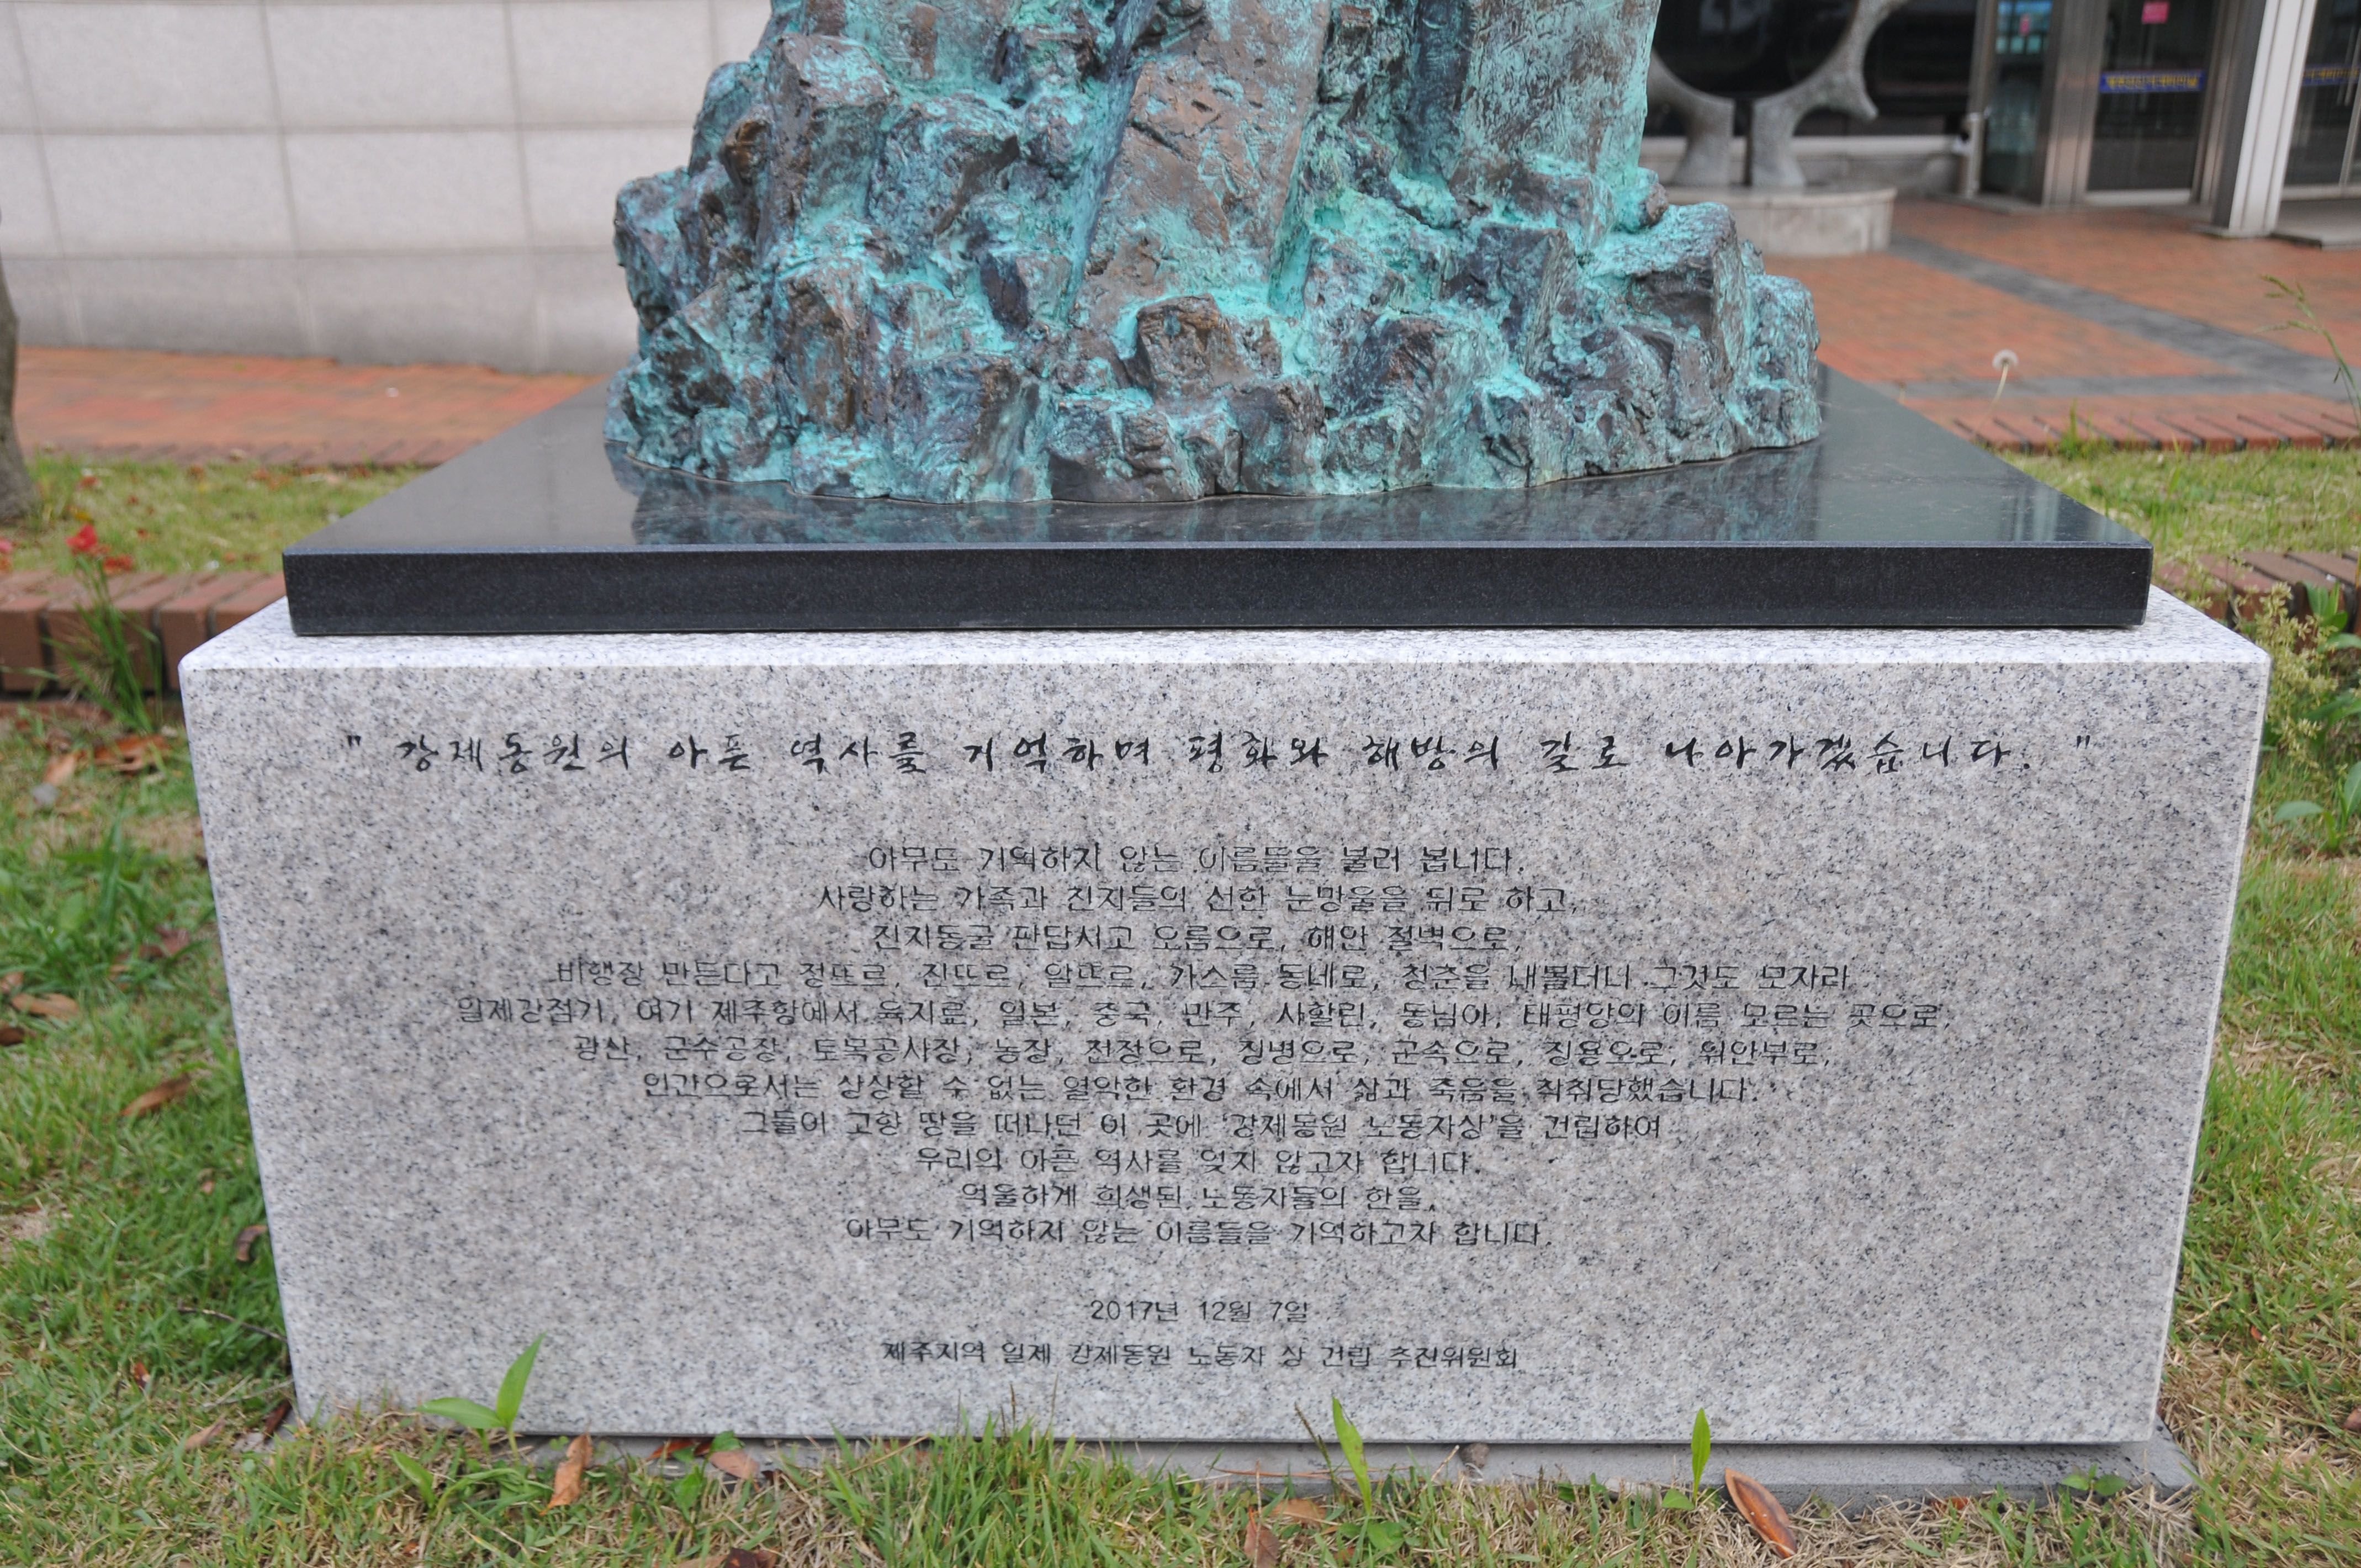 " 강제동원의 아픈 역사를 기억하며 평화와 해방의 길로 나아가겠습니다. "
아무도 기억하지 않는 이름들을 불러 봅니다.
사랑하는 가족과 친지들의 선한 눈망울을 뒤로 하고,
진지동굴 판답시고 오름으로, 해안 절벽으로,
비행장 만든다고 정뜨르, 진뜨르, 알뜨르, 가스름 동네로, 청춘을 내몰더니 그것도 모자라
일제강점기, 여기 제주항에서 육지로, 일본, 중국, 만주, 사할린, 동남아, 태평양의 이름 모르는 곳으로,
광산, 군수공장, 토목공사장, 농장, 전쟁으로, 징병으로, 군속으로, 징용으로, 위안부로,
인간으로서는 상상할 수 없는 열악한 환경 속에서 삶과 죽음을 착취당했습니다.
그들이 고향 땅을 떠나던 이 곳에 '강제동원 노동자상'을 건립하여
우리의 아픈 역사를 잊지 않고자 합니다.
억울하게 희생된 노동자들의 한을,
아무도 기억하지 않는 이름들을 기억하고자 합니다.
2017년 12월 7일
제주지역 일제 강제동원 노동자 상 건립 추진위원회